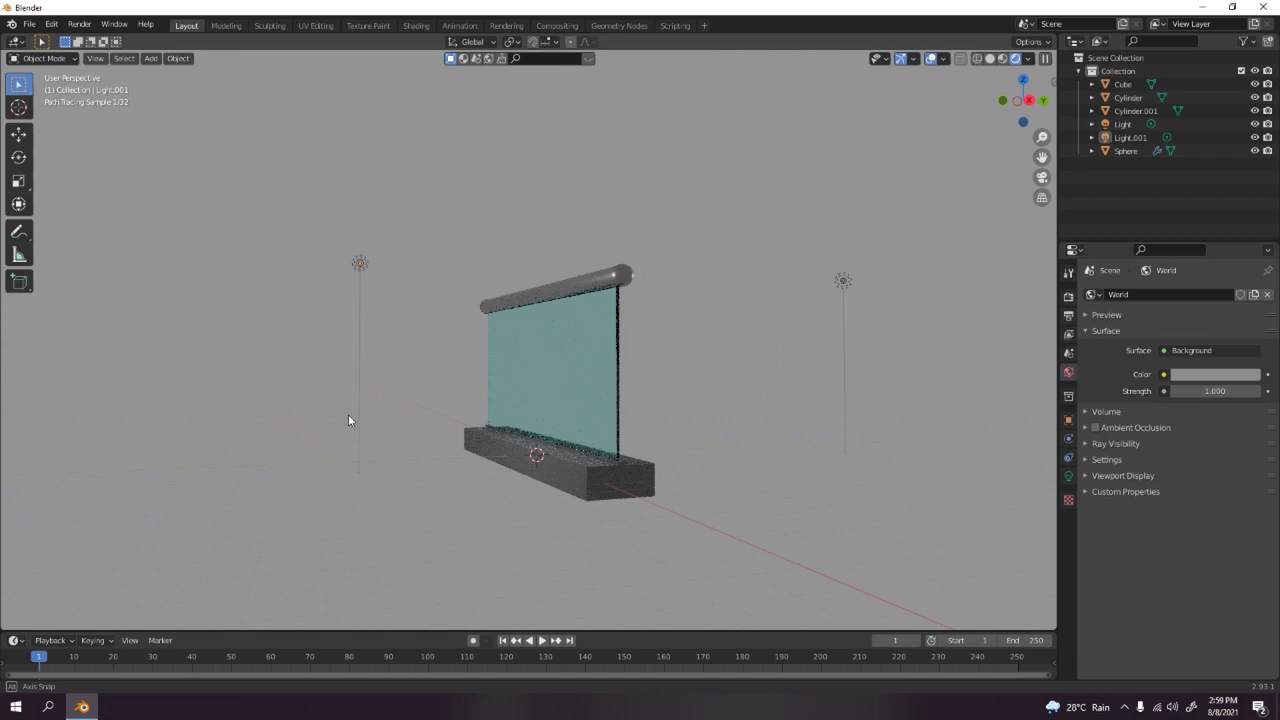 Blender
File Edit Render Window Help Layout Modeling Sculpting UV Editing Texture Paint Shading Animation Rendering Compositing Geometry Nodes Scripting + Scene View Layer
Global Options
Object Mode View Select Add Object
User Perspective
(1) Collection | Light.001
Path Tracing Sample 1/32
Z
X Y
Scene Collection
Collection
Cube
Cylinder
Cylinder.001
Light
Light.001
Sphere
Scene World
World
Preview
Surface
Surface Background
Color
Strength 1.000
Volume
Ambient Occlusion
Ray Visibility
Settings
Viewport Display
Custom Properties
Playback Keying View Marker 1 Start 1 End 250
1 10 20 30 40 50 60 70 80 90 100 110 120 130 140 150 160 170 180 190 200 210 220 230 240 250
Axis Snap 2.93.1
28°C Rain 2:59 PM
8/8/2021 2